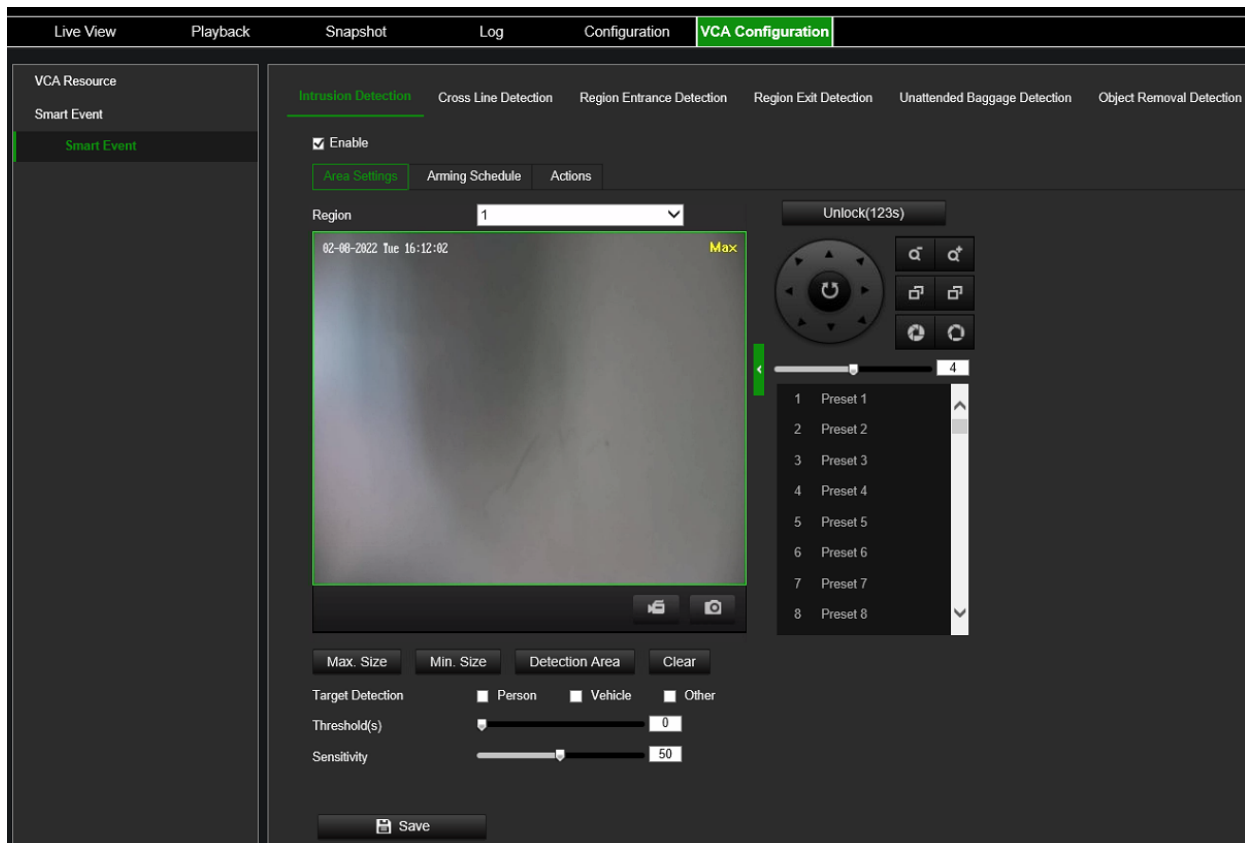 Live View Playback Snapshot Log Configuration VCA Configuration
VCA Resource
Smart Event
Smart Event
Intrusion Detection Cross Line Detection Region Entrance Detection Region Exit Detection Unattended Baggage Detection Object Removal Detection
Enable
Area Settings Arming Schedule Actions
Region 1
Unlock(123s)
02-08-2022 Tue 16:12:02 Max
4
1 Preset 1
2 Preset 2
3 Preset 3
4 Preset 4
5 Preset 5
6 Preset 6
7 Preset 7
8 Preset 8
Max. Size Min. Size Detection Area Clear
Target Detection Person Vehicle Other
Threshold(s) 0
Sensitivity 50
Save